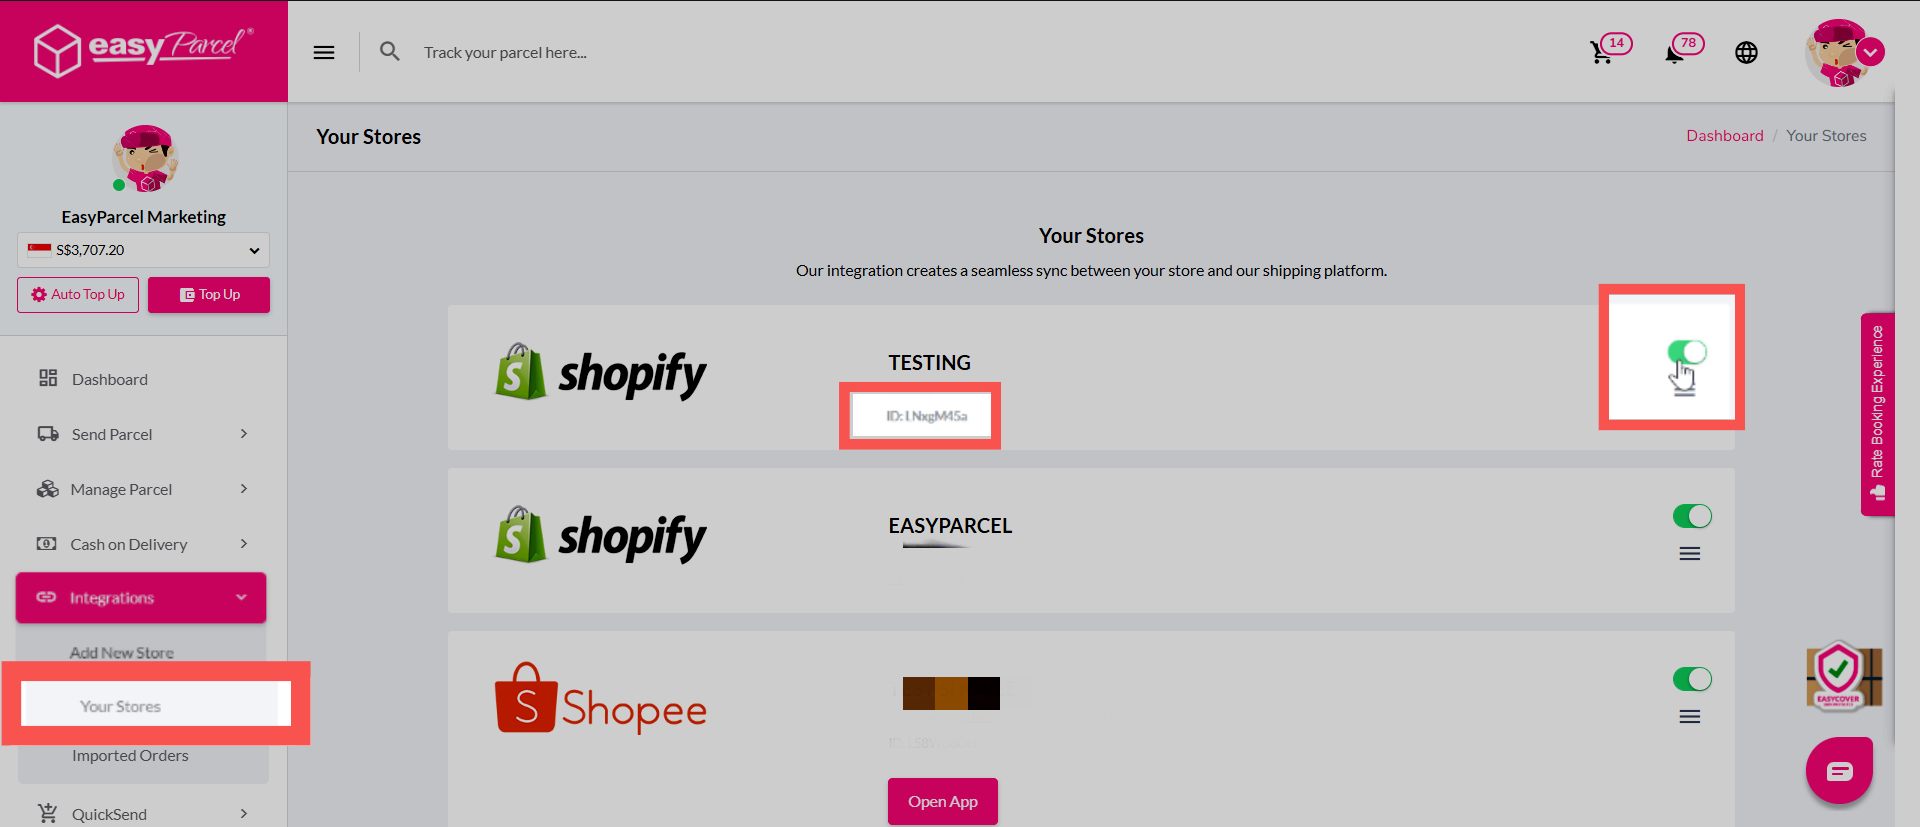 easyParcel®
Track your parcel here...
14
78
Your Stores
Dashboard / Your Stores
EasyParcel Marketing
S$3,707.20
Auto Top Up
Top Up
Dashboard
Send Parcel
Manage Parcel
Cash on Delivery
Integrations
Add New Store
Your Stores
Imported Orders
QuickSend
Your Stores
Our integration creates a seamless sync between your store and our shipping platform.
shopify
TESTING
ID: LNxgM45a
shopify
EASYPARCEL
Shopee
Open App
Rate Booking Experience
EASYCOVER